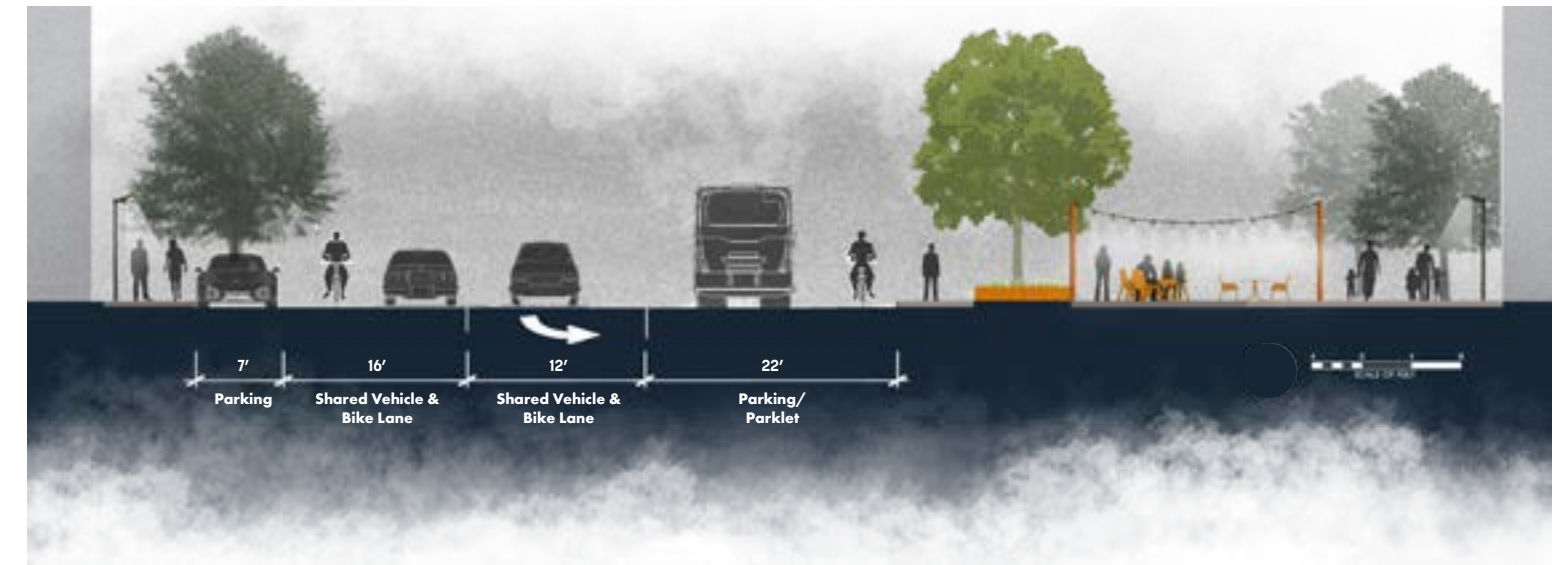 7′
16′
12′
22′
Parking
Shared Vehicle &
Bike Lane
Shared Vehicle &
Bike Lane
Parking/
Parklet